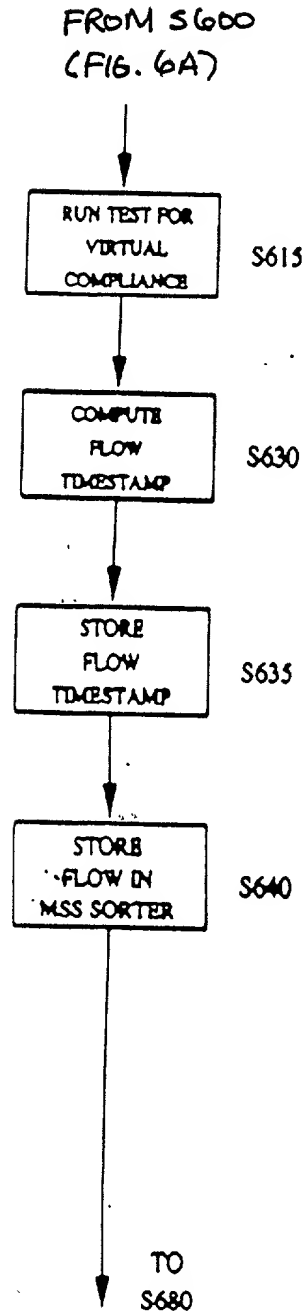 FROM S600
(FIG. 6A)
RUN TEST FOR
VIRTUAL
COMPLIANCE
S615
COMPUTE
FLOW
TIMESTAMP
S630
STORE
FLOW
TIMESTAMP
S635
STORE
FLOW IN
MSS SORTER
S640
TO
S680